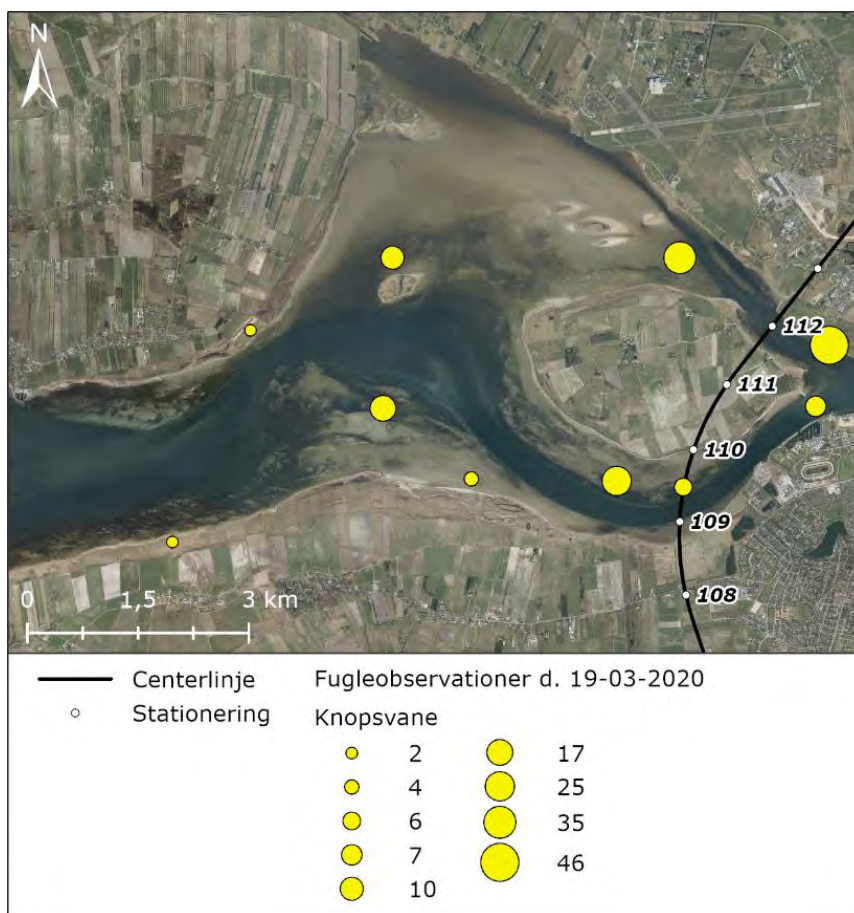 N
112
111
110
109
108
0 1,5 3 km
Centerlinje
Stationering
Fugleobservationer d. 19-03-2020
Knopsvane
2
4
6
7
10
17
25
35
46